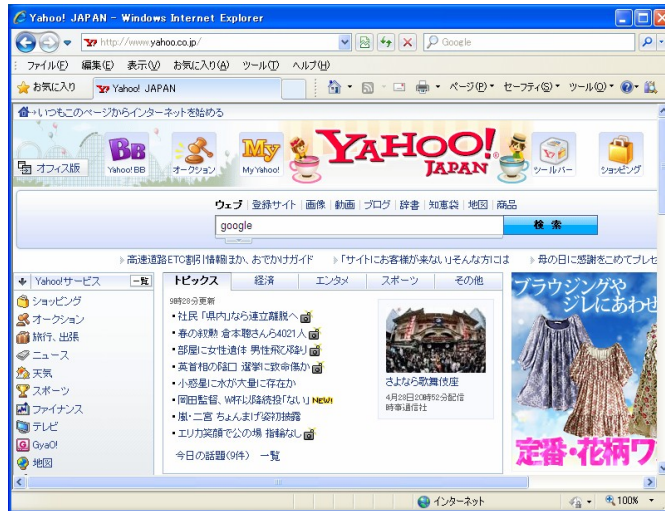 Yahoo! JAPAN - Windows Internet Explorer
http://www.yahoo.co.jp/
Google
ファイル(F) 編集(E) 表示(V) お気に入り(A) ツール(T) ヘルプ(H)
お気に入り
Yahoo! JAPAN
ページ(P) セーフティ(S) ツール(O)
いつもこのページからインターネットを始める
オフィス版
BB
Yahoo! BB
オークション
My
My Yahoo!
YAHOO!
JAPAN
ツールバー
ショッピング
ウェブ 登録サイト 画像 動画 ブログ 辞書 知恵袋 地図 商品
google
検索
高速道路ETC割引情報ほか、おでかけガイド
「サイトにお客様が来ない」そんな方には
母の日に感謝をこめてプレゼ
Yahoo!サービス 一覧
ショッピング
オークション
旅行、出張
ニュース
天気
スポーツ
ファイナンス
テレビ
GyaO!
地図
トピックス 経済 エンタメ スポーツ その他
9時28分更新
・社民「県内」なら連立離脱へ
・春の叙勲 倉本聰さんら4021人
・部屋に女性遺体 男性飛び降り
・英首相の陰口 選挙に致命傷か
・小惑星に水が大量に存在か
・岡田監督、W杯以降続投「ない」 NEW!
・嵐・二宮 ちょんまげ姿初披露
・エリカ笑顔で公の場 指輪なし
今日の話題(9件) 一覧
さよなら歌舞伎座
4月28日20時52分配信
時事通信社
ブラウジングや
ジレにあわせ
定番・花柄ワ
インターネット
100%